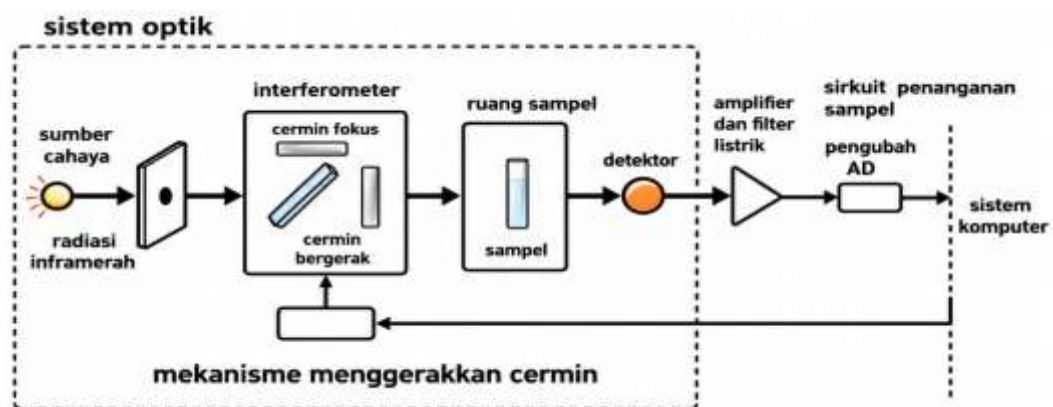 sistem optik
sumber
cahaya
radiasi
inframerah
interferometer
cermin fokus
cermin
bergerak
ruang sampel
sampel
detektor
amplifier
dan filter
listrik
sirkuit penanganan
sampel
pengubah
AD
sistem
komputer
mekanisme menggerakkan cermin